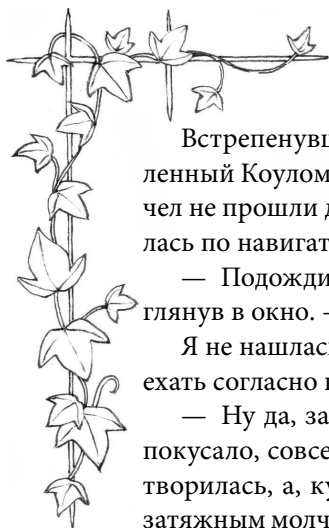 Встрепенувш
ленный Коулом
чел не прошли д
лась по навигат
— Подожди
глянув в окно. –
Я не нашлас
ехать согласно н
— Ну да, за
покусало, совсе
творилась, а, ку
затяжным молч